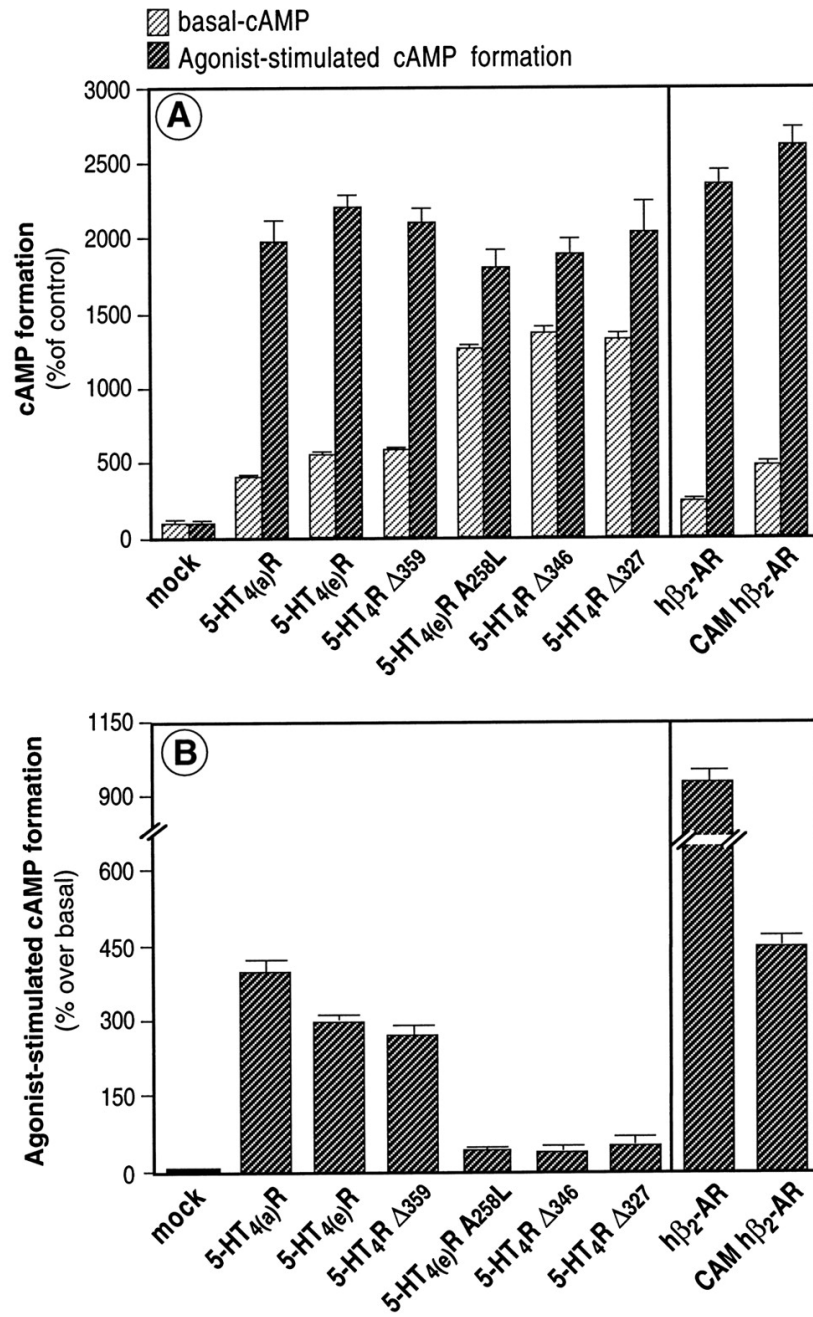 basal-cAMP
Agonist-stimulated cAMP formation
A
cAMP formation
(%of control)
3000
2500
2000
1500
1000
500
0
mock
5-HT4(a)R
5-HT4(e)R
5-HT4R Δ359
5-HT4(e)R A258L
5-HT4R Δ346
5-HT4R Δ327
hβ2-AR
CAM hβ2-AR
B
Agonist-stimulated cAMP formation
(% over basal)
1150
900
600
450
300
150
0
mock
5-HT4(a)R
5-HT4(e)R
5-HT4R Δ359
5-HT4(e)R A258L
5-HT4R Δ346
5-HT4R Δ327
hβ2-AR
CAM hβ2-AR